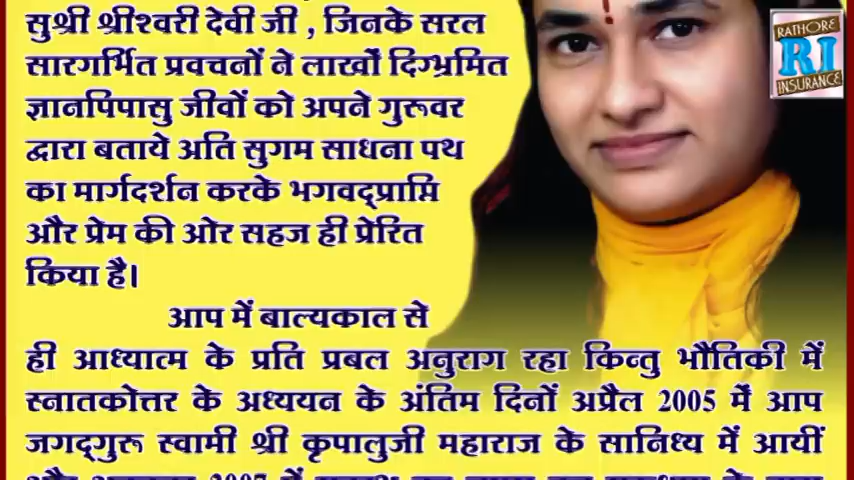 सुश्री श्रीश्वरी देवी जी , जिनके सरल
सारगर्भित प्रवचनों ने लाखों दिग्भ्रमित
ज्ञानपिपासु जीवों को अपने गुरूवर
द्वारा बताये अति सुगम साधना पथ
का मार्गदर्शन करके भगवद्प्राप्ति
और प्रेम की ओर सहज ही प्रेरित
किया है।
आप में बाल्यकाल से
ही आध्यात्म के प्रति प्रबल अनुराग रहा किन्तु भौतिकी में
स्नातकोत्तर के अध्ययन के अंतिम दिनों अप्रैल 2005 में आप
जगद्गुरू स्वामी श्री कृपालुजी महाराज के सानिध्य में आयीं
RATHORE
RI
INSURANCE